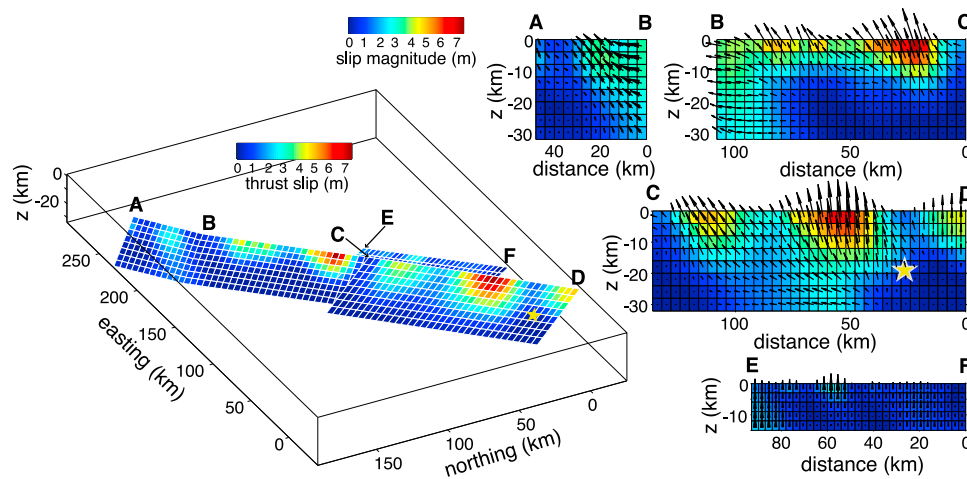 0 1 2 3 4 5 6 7
slip magnitude (m)
0 1 2 3 4 5 6 7
thrust slip (m)
0
-20
z (km)
A
B
C
E
F
D
250
200
150
100
50
0
easting (km)
150
100
50
0
northing (km)
A B
0
-10
-20
-30
z (km)
40 20 0
distance (km)
B C
0
-10
-20
-30
z (km)
100 50 0
distance (km)
C D
0
-10
-20
-30
z (km)
100 50 0
distance (km)
E F
0
-10
z (km)
80 60 40 20 0
distance (km)